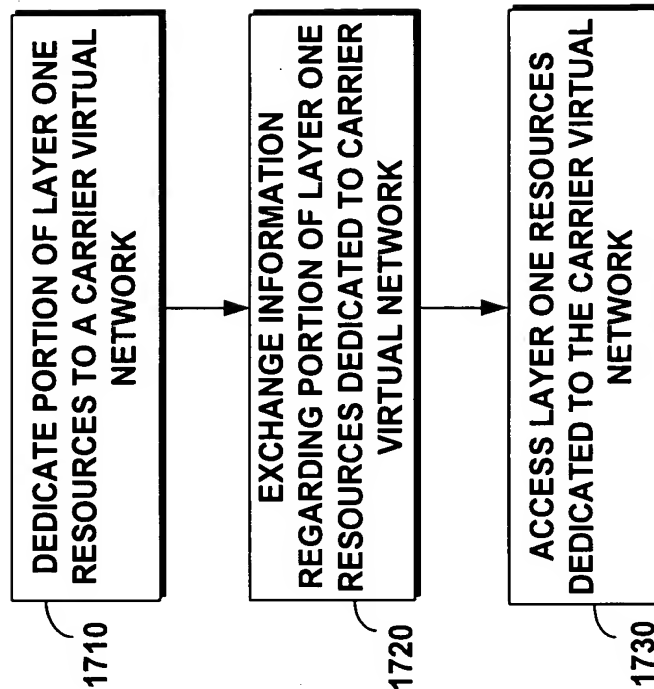 DEDICATE PORTION OF LAYER ONE
RESOURCES TO A CARRIER VIRTUAL
NETWORK
1710
EXCHANGE INFORMATION
REGARDING PORTION OF LAYER ONE
RESOURCES DEDICATED TO CARRIER
VIRTUAL NETWORK
1720
ACCESS LAYER ONE RESOURCES
DEDICATED TO THE CARRIER VIRTUAL
NETWORK
1730